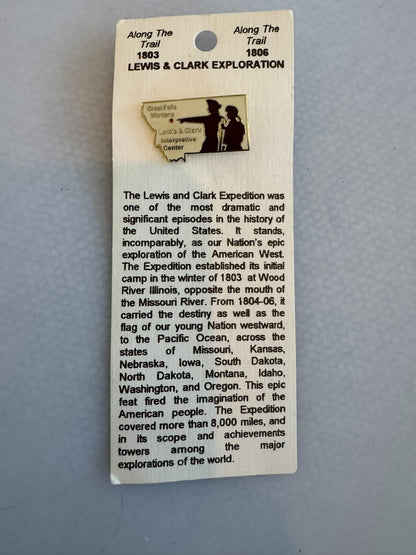 Along The Trail 1803
Along The Trail 1806
LEWIS & CLARK EXPLORATION
Great Falls
Montana
Lewis & Clark
Interpretive
Center
The Lewis and Clark Expedition was
one of the most dramatic and
significant episodes in the history of
the United States. It stands,
incomparably, as our Nation's epic
exploration of the American West.
The Expedition established its initial
camp in the winter of 1803 at Wood
River Illinois, opposite the mouth of
the Missouri River. From 1804-06, it
carried the destiny as well as the
flag of our young Nation westward,
to the Pacific Ocean, across the
states of Missouri, Kansas,
Nebraska, Iowa, South Dakota,
North Dakota, Montana, Idaho,
Washington, and Oregon. This epic
feat fired the imagination of the
American people. The Expedition
covered more than 8,000 miles, and
in its scope and achievements
towers among the major
explorations of the world.